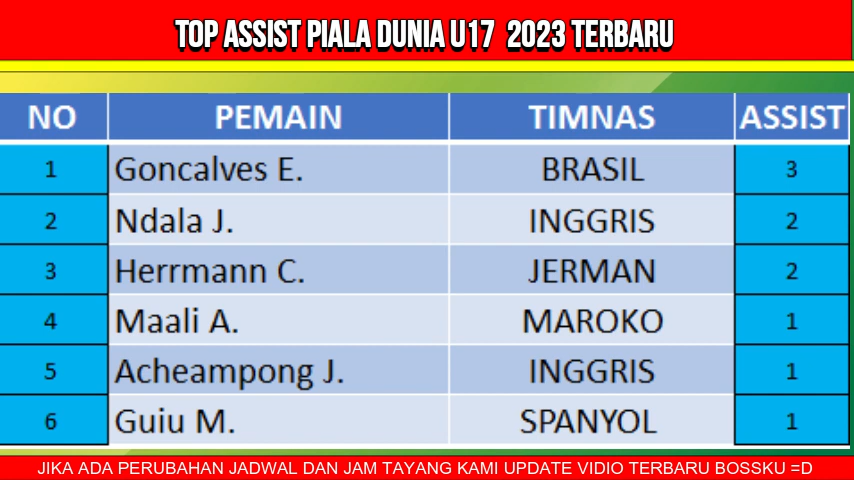 TOP ASSIST PIALA DUNIA U17 2023 TERBARU
NO PEMAIN TIMNAS ASSIST
1 Goncalves E. BRASIL 3
2 Ndala J. INGGRIS 2
3 Herrmann C. JERMAN 2
4 Maali A. MAROKO 1
5 Acheampong J. INGGRIS 1
6 Guiu M. SPANYOL 1
JIKA ADA PERUBAHAN JADWAL DAN JAM TAYANG KAMI UPDATE VIDIO TERBARU BOSSKU =D